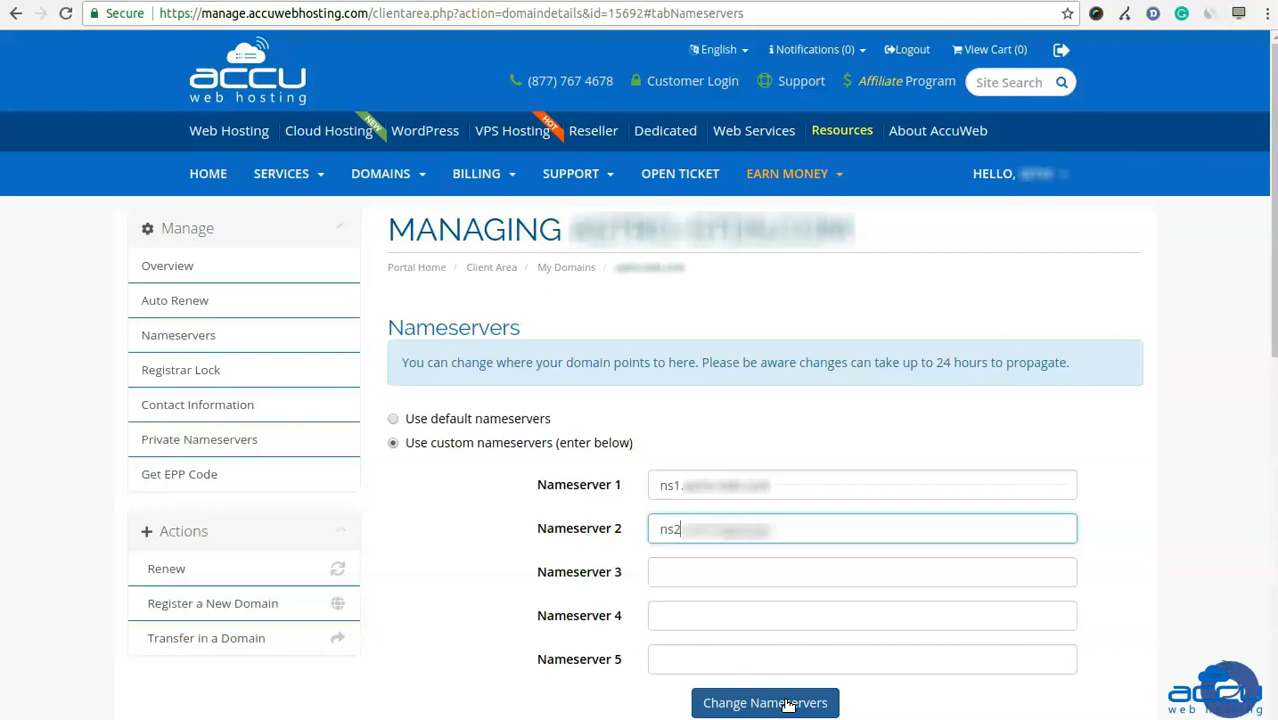 Secure
https://manage.accuwebhosting.com/clientarea.php?action=domaindetails&id=15692#tabNameservers
English
Notifications (0)
Logout
View Cart (0)
accu
web hosting
(877) 767 4678
Customer Login
Support
$ Affiliate Program
Site Search
Web Hosting
Cloud Hosting
NEW
WordPress
VPS Hosting
HOT
Reseller
Dedicated
Web Services
Resources
About AccuWeb
HOME
SERVICES
DOMAINS
BILLING
SUPPORT
OPEN TICKET
EARN MONEY
HELLO,
Manage
Overview
Auto Renew
Nameservers
Registrar Lock
Contact Information
Private Nameservers
Get EPP Code
Actions
Renew
Register a New Domain
Transfer in a Domain
MANAGING
Portal Home / Client Area / My Domains /
Nameservers
You can change where your domain points to here. Please be aware changes can take up to 24 hours to propagate.
Use default nameservers
Use custom nameservers (enter below)
Nameserver 1
ns1.
Nameserver 2
ns2
Nameserver 3
Nameserver 4
Nameserver 5
Change Nameservers
accu
web hosting